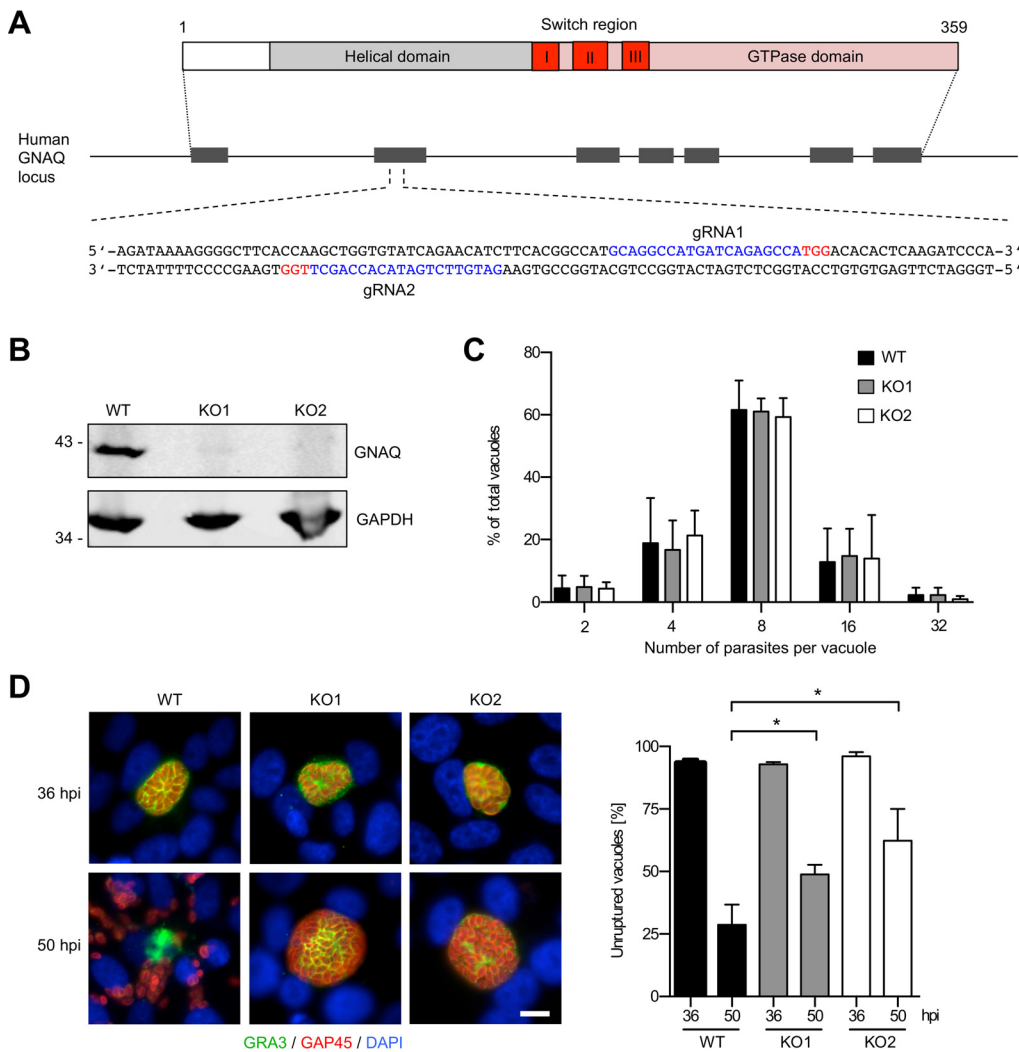 A
1
Switch region
359
Helical domain
I
II
III
GTPase domain
Human
GNAQ
locus
gRNA1
5‘-AGATAAAAGGGGCTTCACCAAGCTGGTGTATCAGAACATCTTCACGGCCATGCAGGCCATGATCAGAGCCATGGACACACTCAAGATCCCA-3‘
3‘-TCTATTTTCCCCGAAGTGGTTCGACCACATAGTCTTGTAGAAGTGCCGGTACGTCCGGTACTAGTCTCGGTACCTGTGTGAGTTCTAGGGT-5‘
gRNA2
B
WT
KO1
KO2
43 -
GNAQ
GAPDH
34 -
C
% of total vacuoles
80
60
40
20
0
WT
KO1
KO2
2
4
8
16
32
Number of parasites per vacuole
D
WT
KO1
KO2
36 hpi
50 hpi
GRA3 / GAP45 / DAPI
*
*
Unruptured vacuoles [%]
100
75
50
25
0
36
50
36
50
36
50
hpi
WT
KO1
KO2